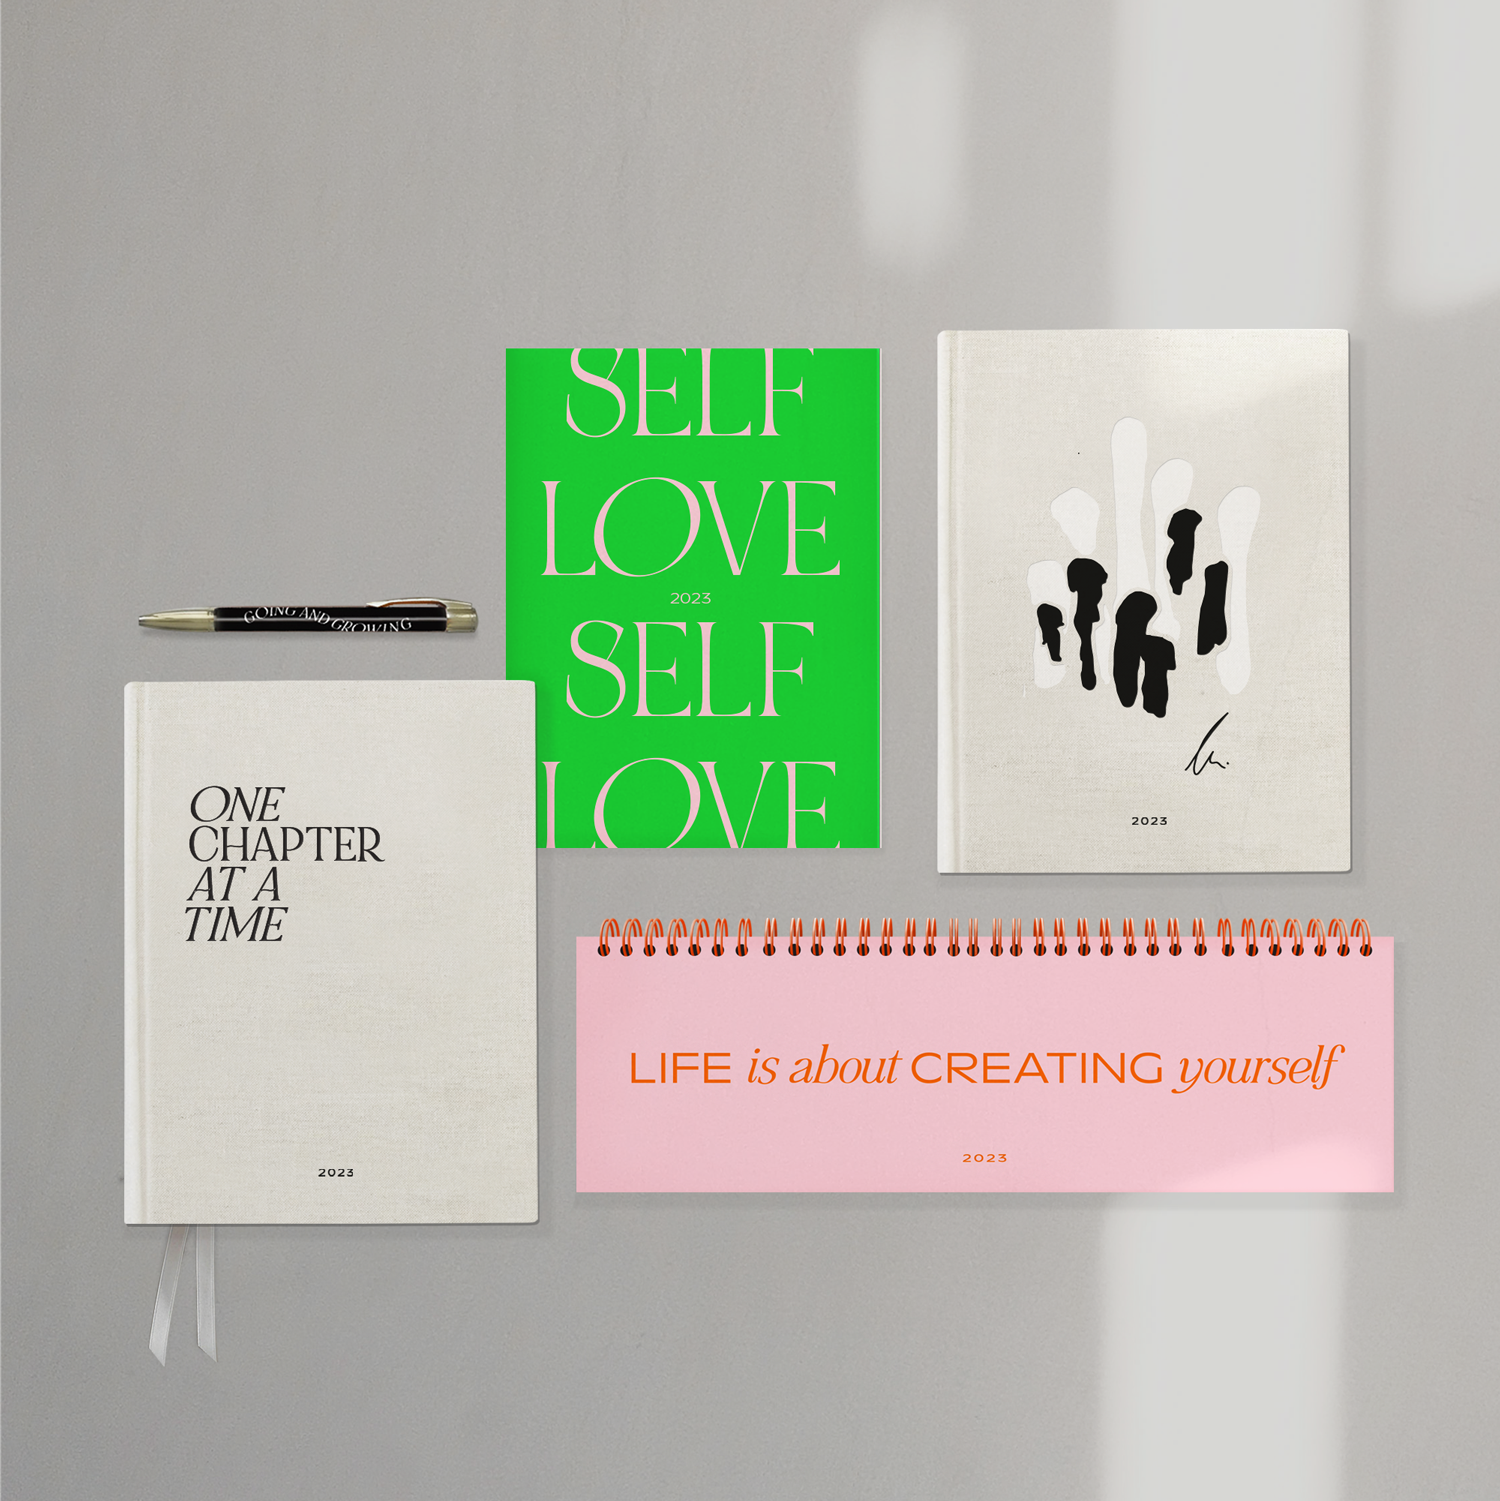 SELF
LOVE
2023
SELF
LOVE
GOING AND GROWING
ONE
CHAPTER
AT A
TIME
2023
2023
LIFE is about CREATING yourself
2023